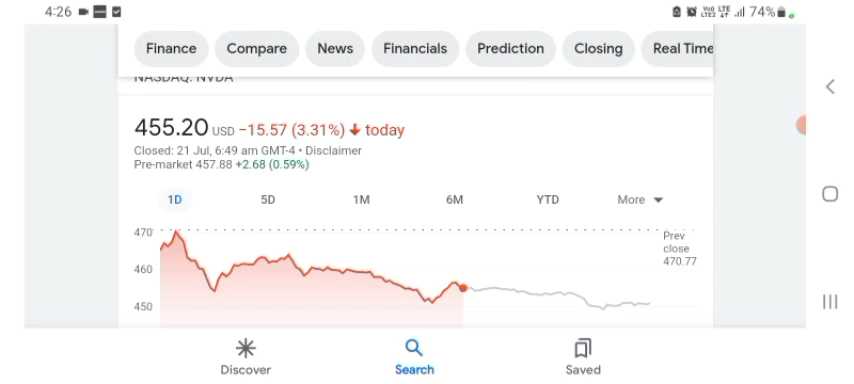 4:26 74%
Finance Compare News Financials Prediction Closing Real Time
NASDAQ: NVDA
455.20 USD −15.57 (3.31%) today
Closed: 21 Jul, 6:49 am GMT-4 • Disclaimer
Pre-market 457.88 +2.68 (0.59%)
1D 5D 1M 6M YTD More
470
Prev
close
470.77
460
450
Discover Search Saved